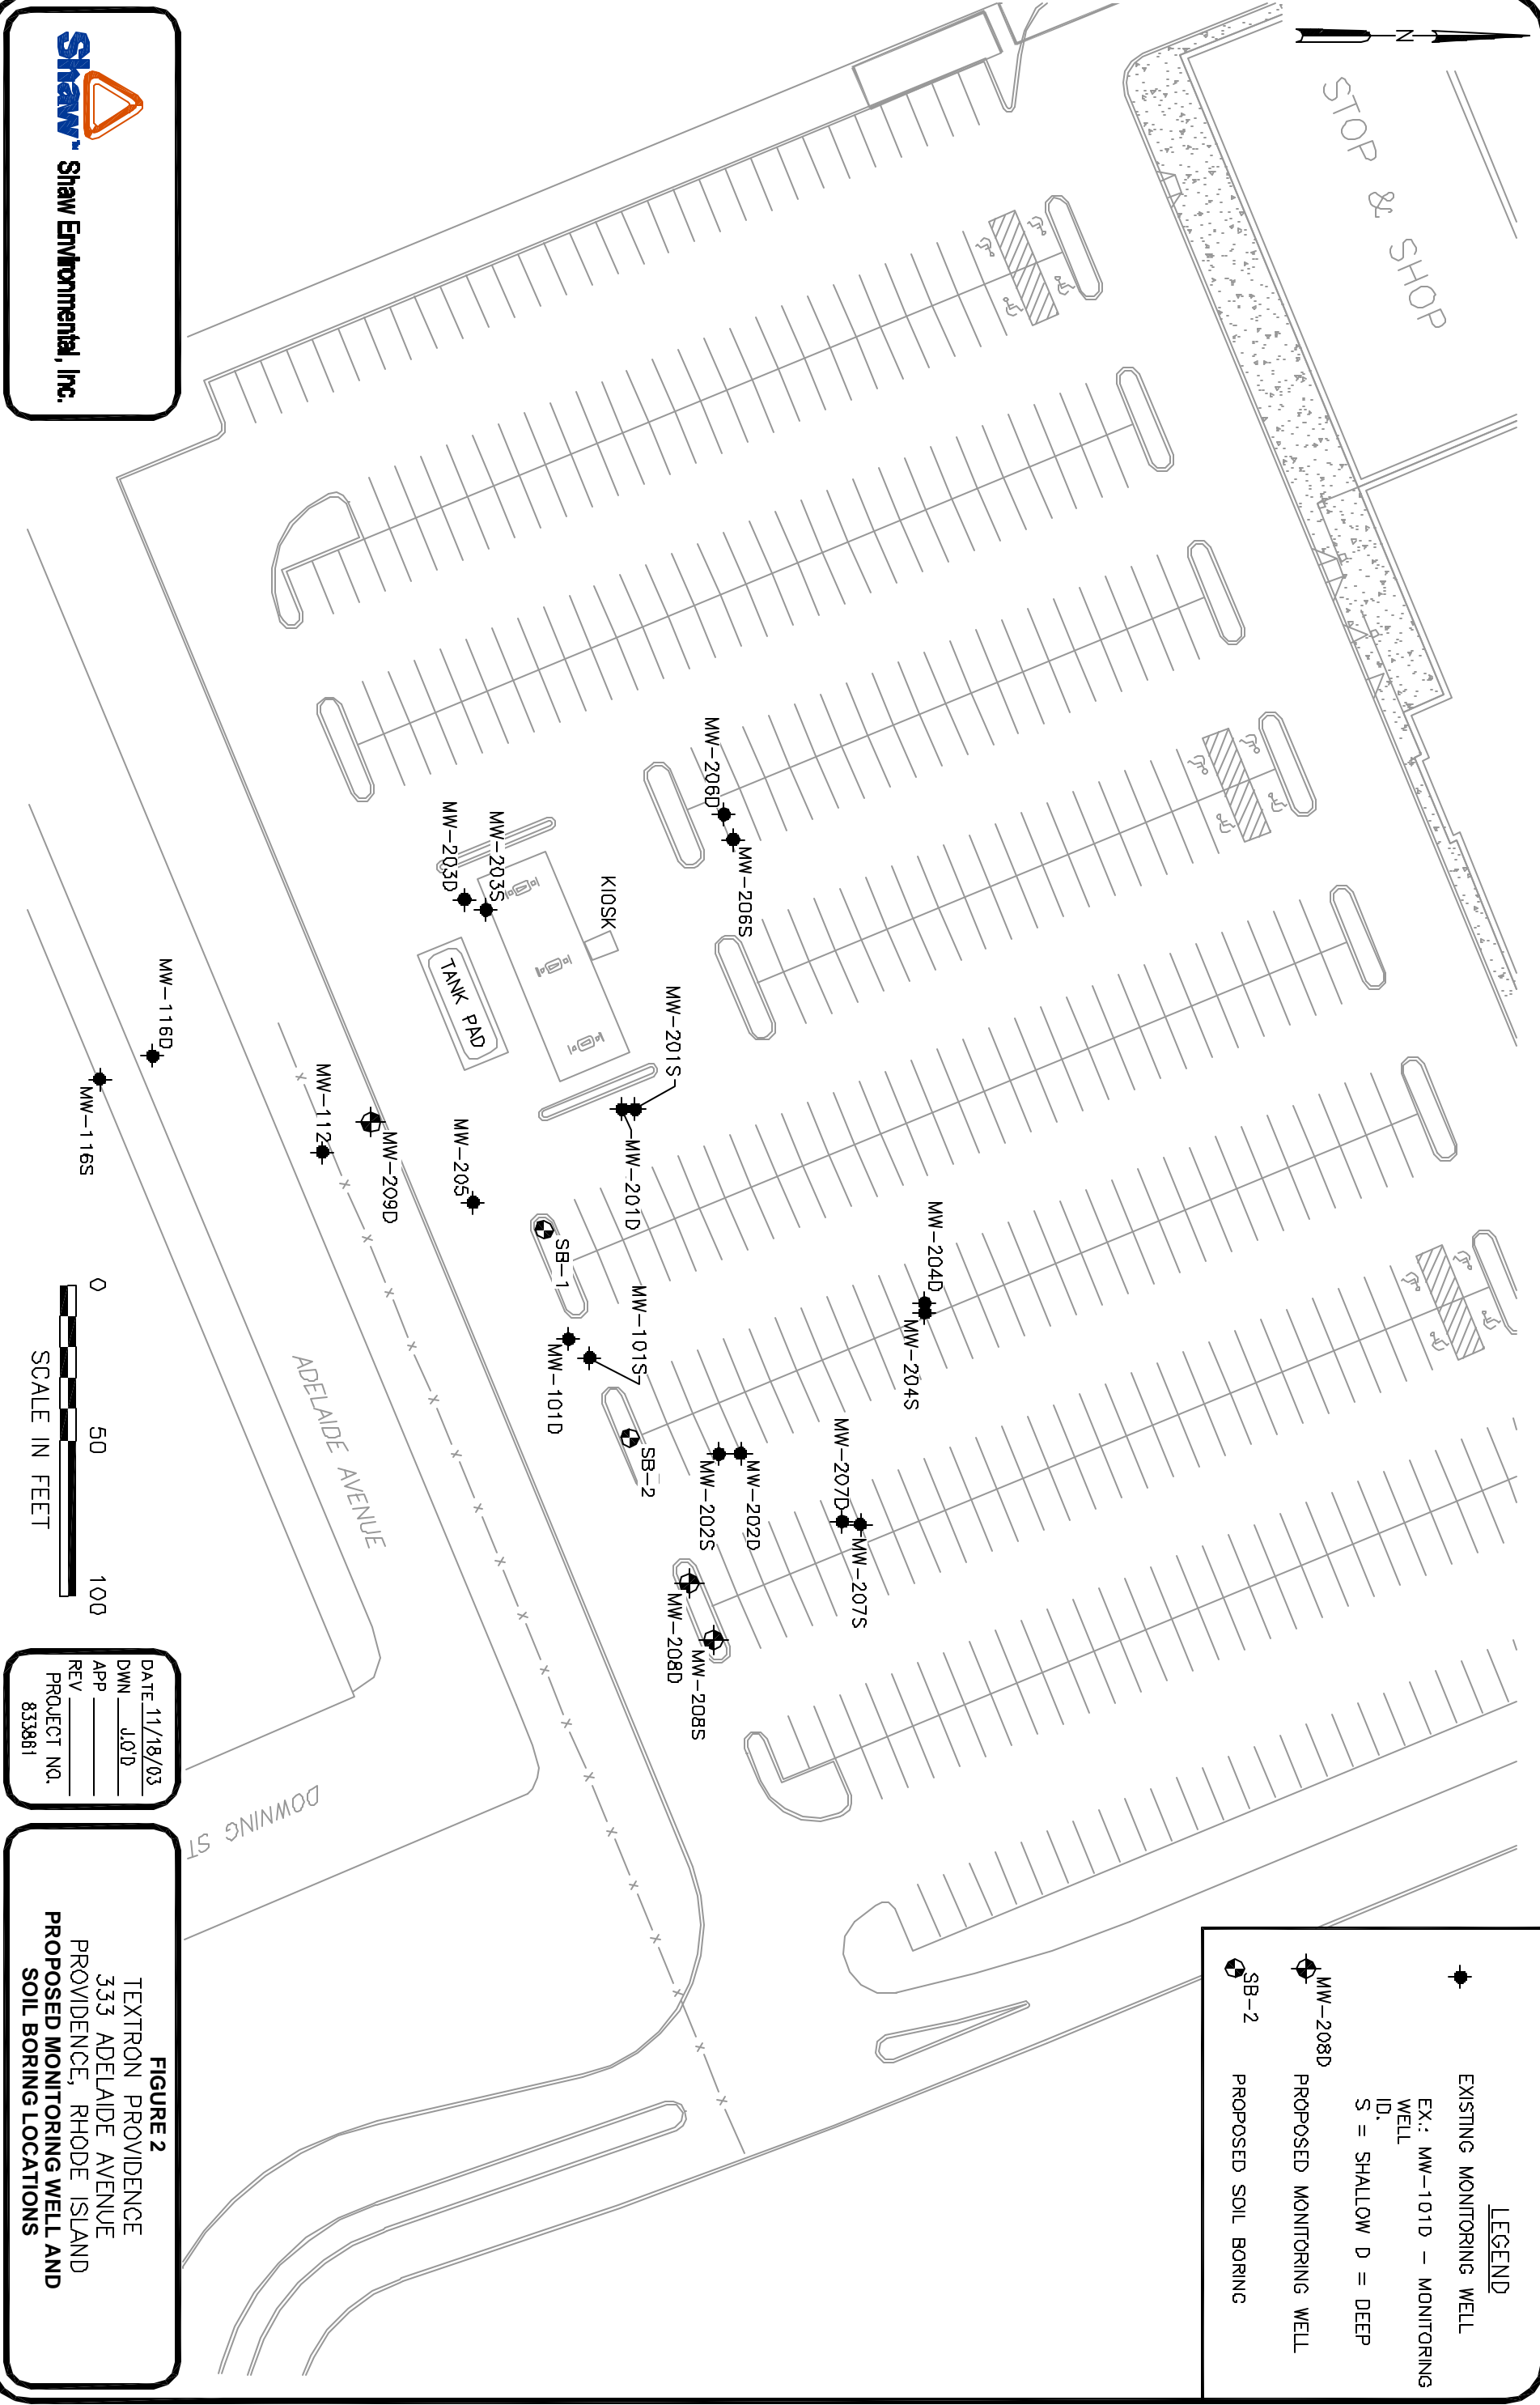 N
STOP & SHOP
LEGEND
EXISTING MONITORING WELL
EX.: MW-101D - MONITORING
WELL
ID.
S = SHALLOW D = DEEP
MW-208D
PROPOSED MONITORING WELL
SB-2
PROPOSED SOIL BORING
MW-206D
MW-206S
MW-203D
MW-203S
KIOSK
TANK PAD
MW-201S
MW-201D
MW-204D
MW-204S
MW-116D
MW-116S
MW-112
MW-209D
MW-205
SB-1
MW-101S
MW-101D
SB-2
MW-202D
MW-202S
MW-207D
MW-207S
MW-208D
MW-208S
ADELAIDE AVENUE
DOWNING ST
0 50 100
SCALE IN FEET
Shaw™ Shaw Environmental, Inc.
DATE 11/18/03
DWN J.O'D
APP
REV
PROJECT NO.
833861
FIGURE 2
TEXTRON PROVIDENCE
333 ADELAIDE AVENUE
PROVIDENCE, RHODE ISLAND
PROPOSED MONITORING WELL AND
SOIL BORING LOCATIONS